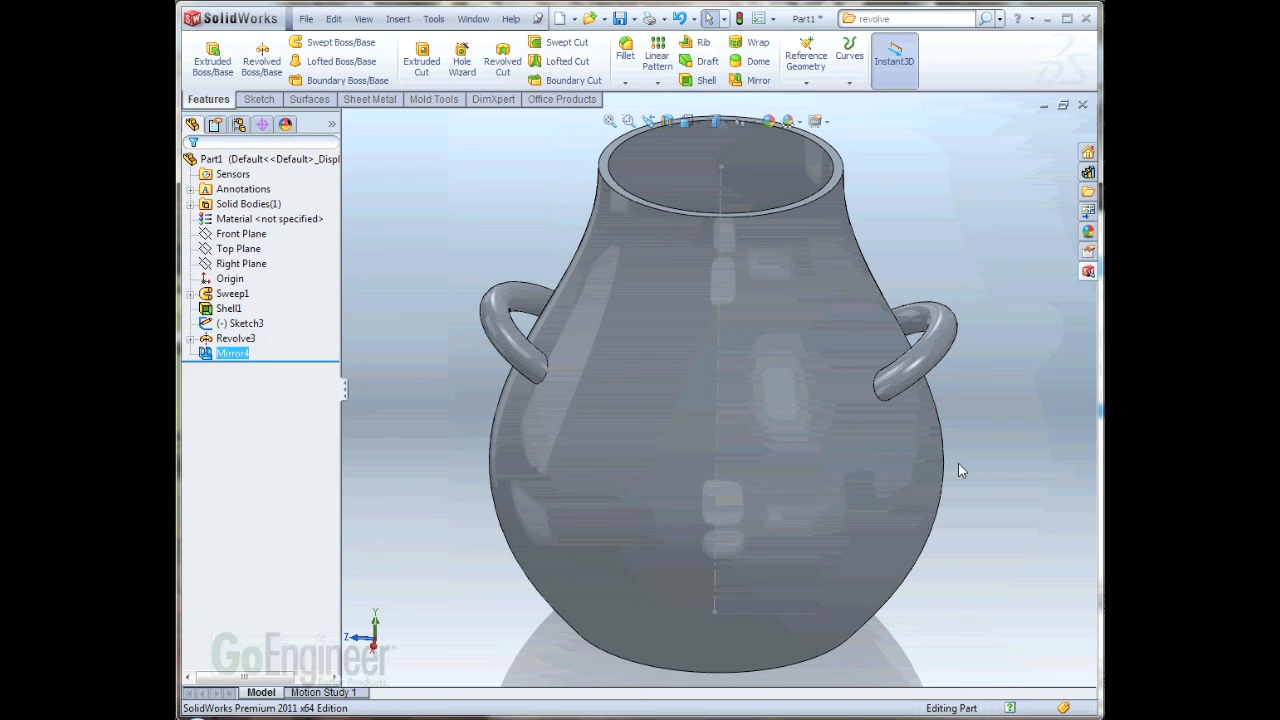 SolidWorks File Edit View Insert Tools Window Help Part1 * revolve
Extruded Boss/Base Revolved Boss/Base Swept Boss/Base Lofted Boss/Base Boundary Boss/Base Extruded Cut Hole Wizard Revolved Cut Swept Cut Lofted Cut Boundary Cut Fillet Linear Pattern Rib Draft Shell Wrap Dome Mirror Reference Geometry Curves Instant3D
Features Sketch Surfaces Sheet Metal Mold Tools DimXpert Office Products
Part1 (Default<<Default>_Displ
Sensors
Annotations
Solid Bodies(1)
Material <not specified>
Front Plane
Top Plane
Right Plane
Origin
Sweep1
Shell1
(-) Sketch3
Revolve3
Mirror4
Y
Z
GoEngineer
Model Motion Study 1
SolidWorks Premium 2011 x64 Edition Editing Part